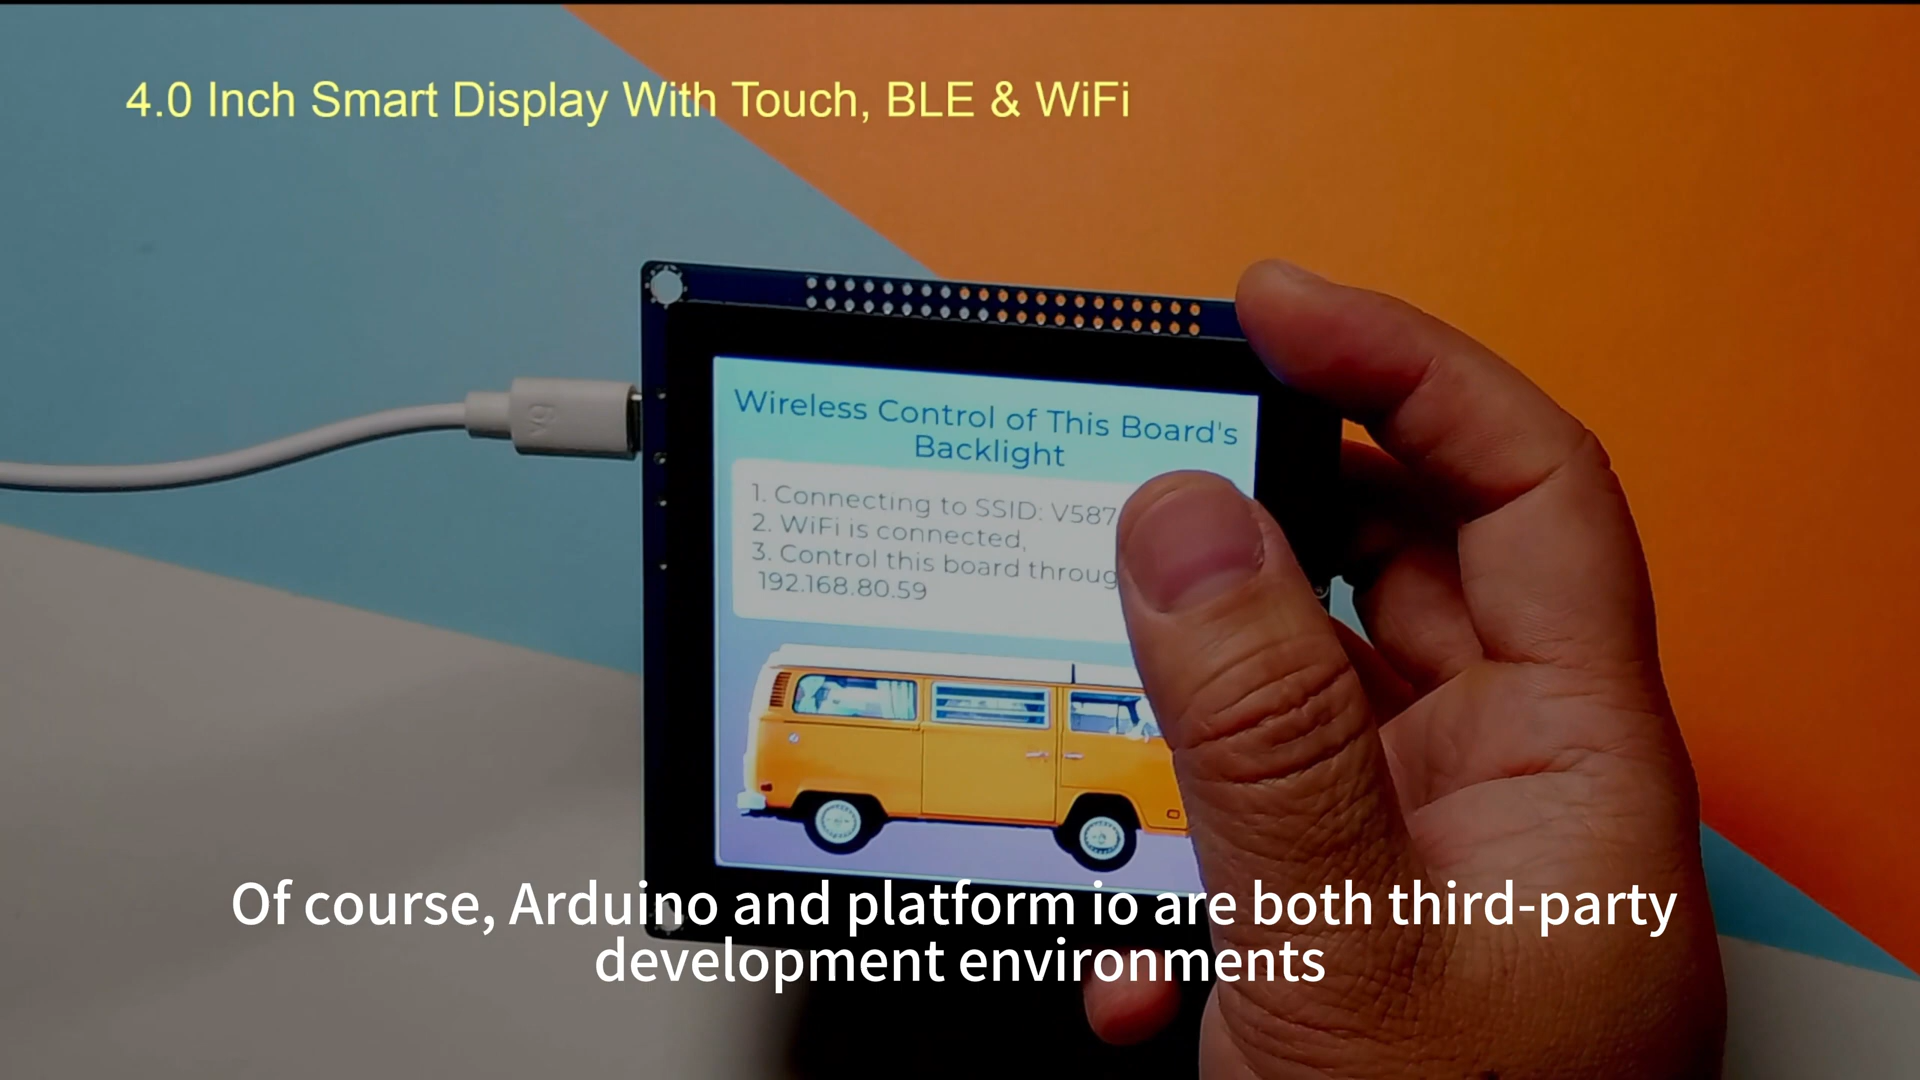 4.0 Inch Smart Display With Touch, BLE & WiFi
Wireless Control of This Board's
Backlight
1. Connecting to SSID: V587
2. WiFi is connected,
3. Control this board throug
192.168.80.59
Of course, Arduino and platform io are both third-party
development environments